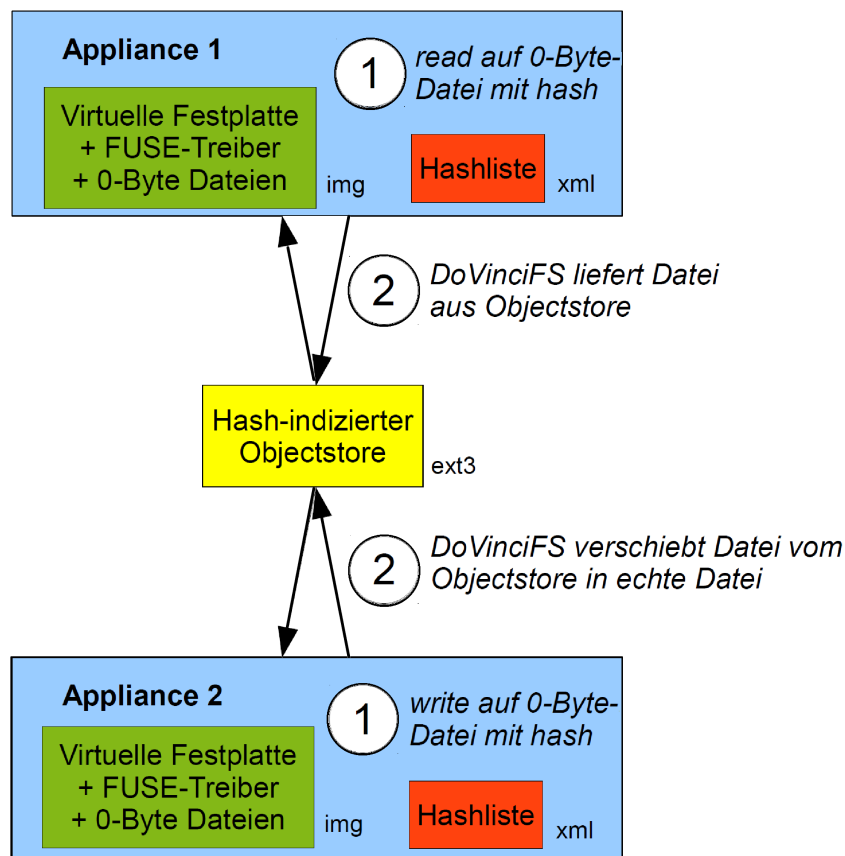 Appliance 1
1
read auf 0-Byte-
Datei mit hash
Virtuelle Festplatte
+ FUSE-Treiber
+ 0-Byte Dateien
img
Hashliste
xml
2
DoVinciFS liefert Datei
aus Objectstore
Hash-indizierter
Objectstore
ext3
2
DoVinciFS verschiebt Datei vom
Objectstore in echte Datei
Appliance 2
1
write auf 0-Byte-
Datei mit hash
Virtuelle Festplatte
+ FUSE-Treiber
+ 0-Byte Dateien
img
Hashliste
xml